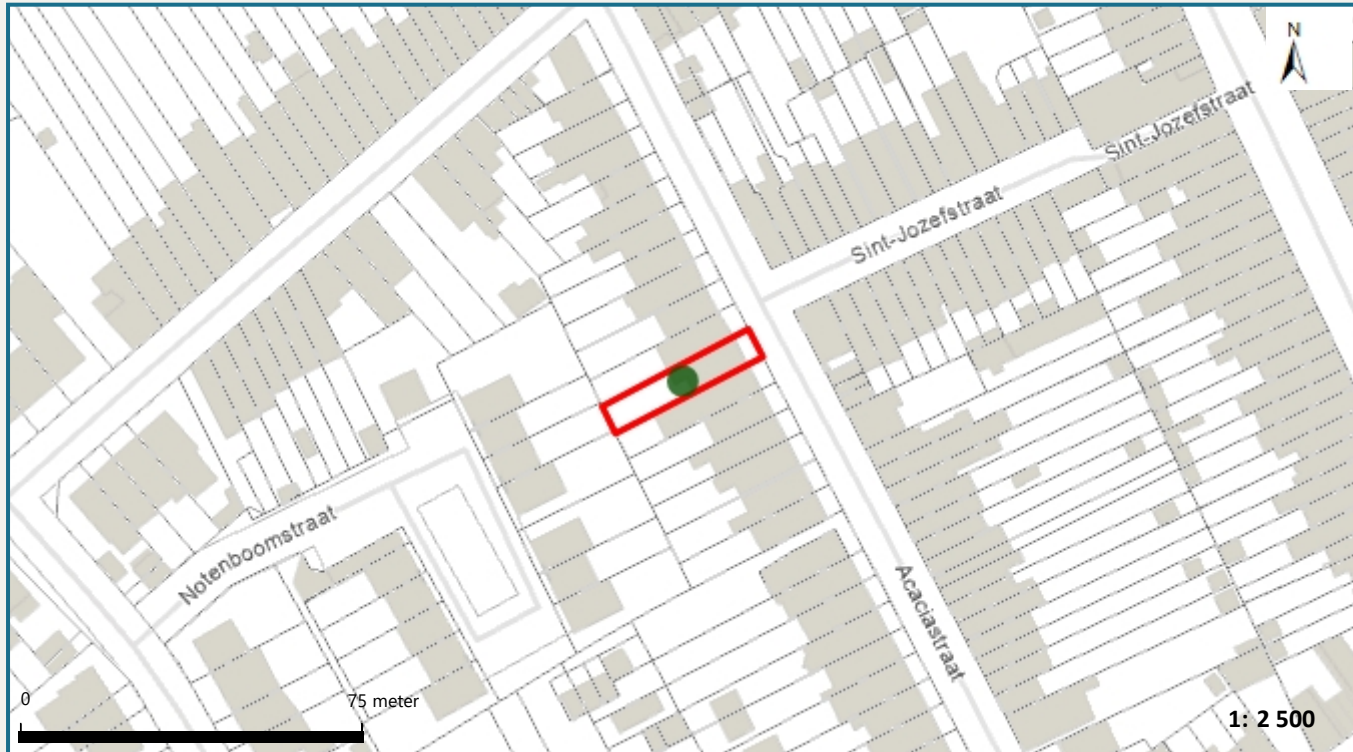 N
Sint-Jozefstraat
Sint-Jozefstraat
Notenboomstraat
Acaciastraat
0 75 meter
1: 2 500